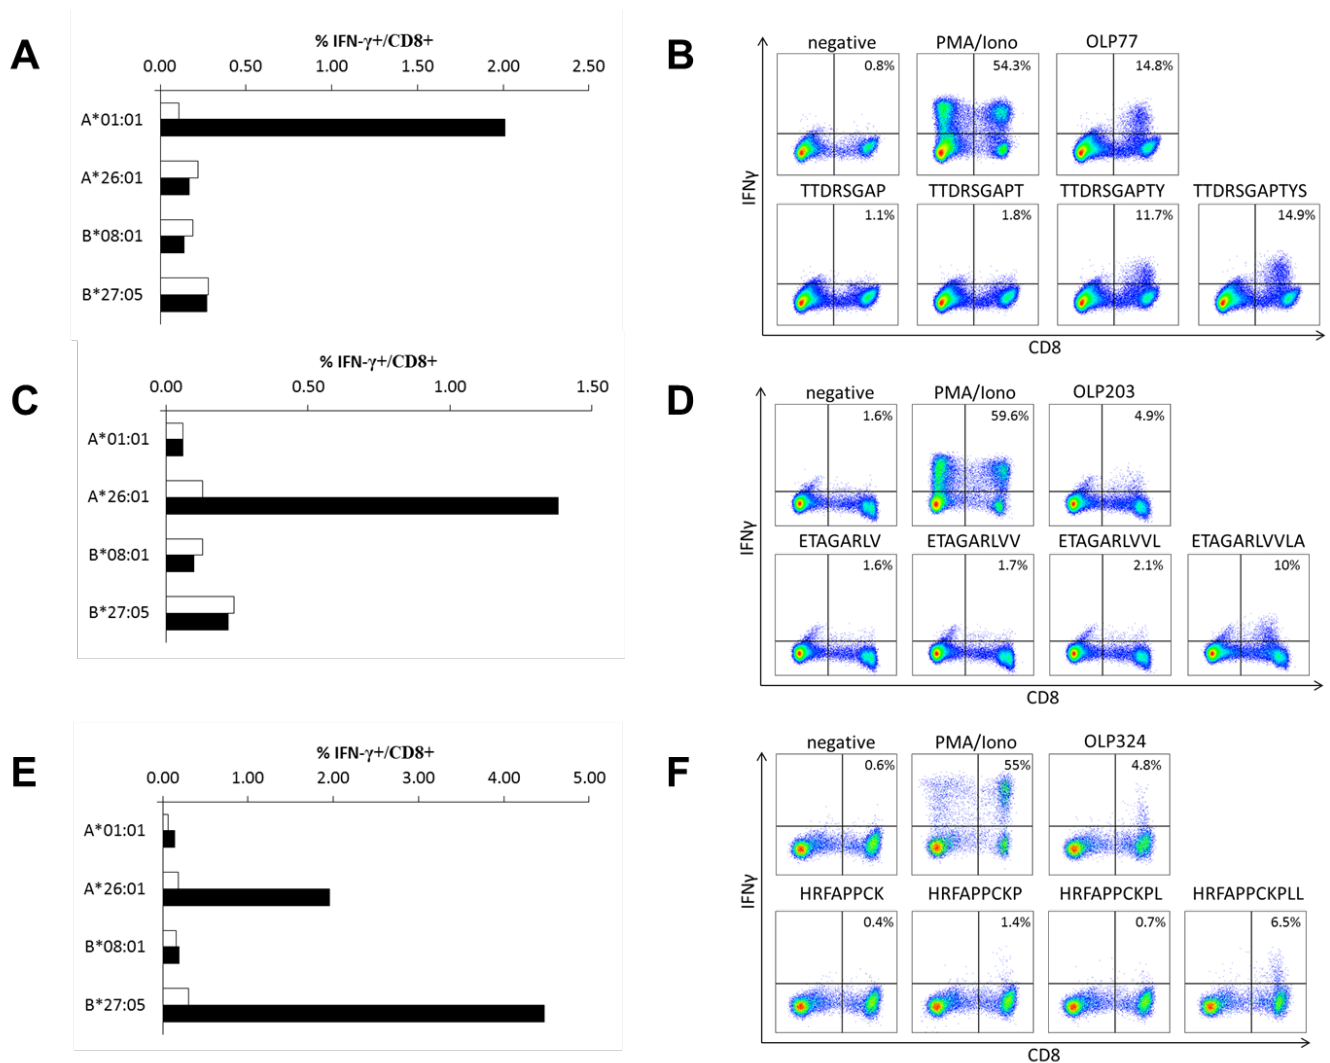 A
% IFN-γ+/CD8+
0.00 0.50 1.00 1.50 2.00 2.50
A*01:01
A*26:01
B*08:01
B*27:05
B
negative PMA/Iono OLP77
0.8% 54.3% 14.8%
TTDRSGAP TTDRSGAPT TTDRSGAPTY TTDRSGAPTYS
1.1% 1.8% 11.7% 14.9%
IFNγ
CD8
C
% IFN-γ+/CD8+
0.00 0.50 1.00 1.50
A*01:01
A*26:01
B*08:01
B*27:05
D
negative PMA/Iono OLP203
1.6% 59.6% 4.9%
ETAGARLV ETAGARLVV ETAGARLVVL ETAGARLVVLA
1.6% 1.7% 2.1% 10%
IFNγ
CD8
E
% IFN-γ+/CD8+
0.00 1.00 2.00 3.00 4.00 5.00
A*01:01
A*26:01
B*08:01
B*27:05
F
negative PMA/Iono OLP324
0.6% 55% 4.8%
HRFAPPCK HRFAPPCKP HRFAPPCKPL HRFAPPCKPLL
0.4% 1.4% 0.7% 6.5%
IFNγ
CD8